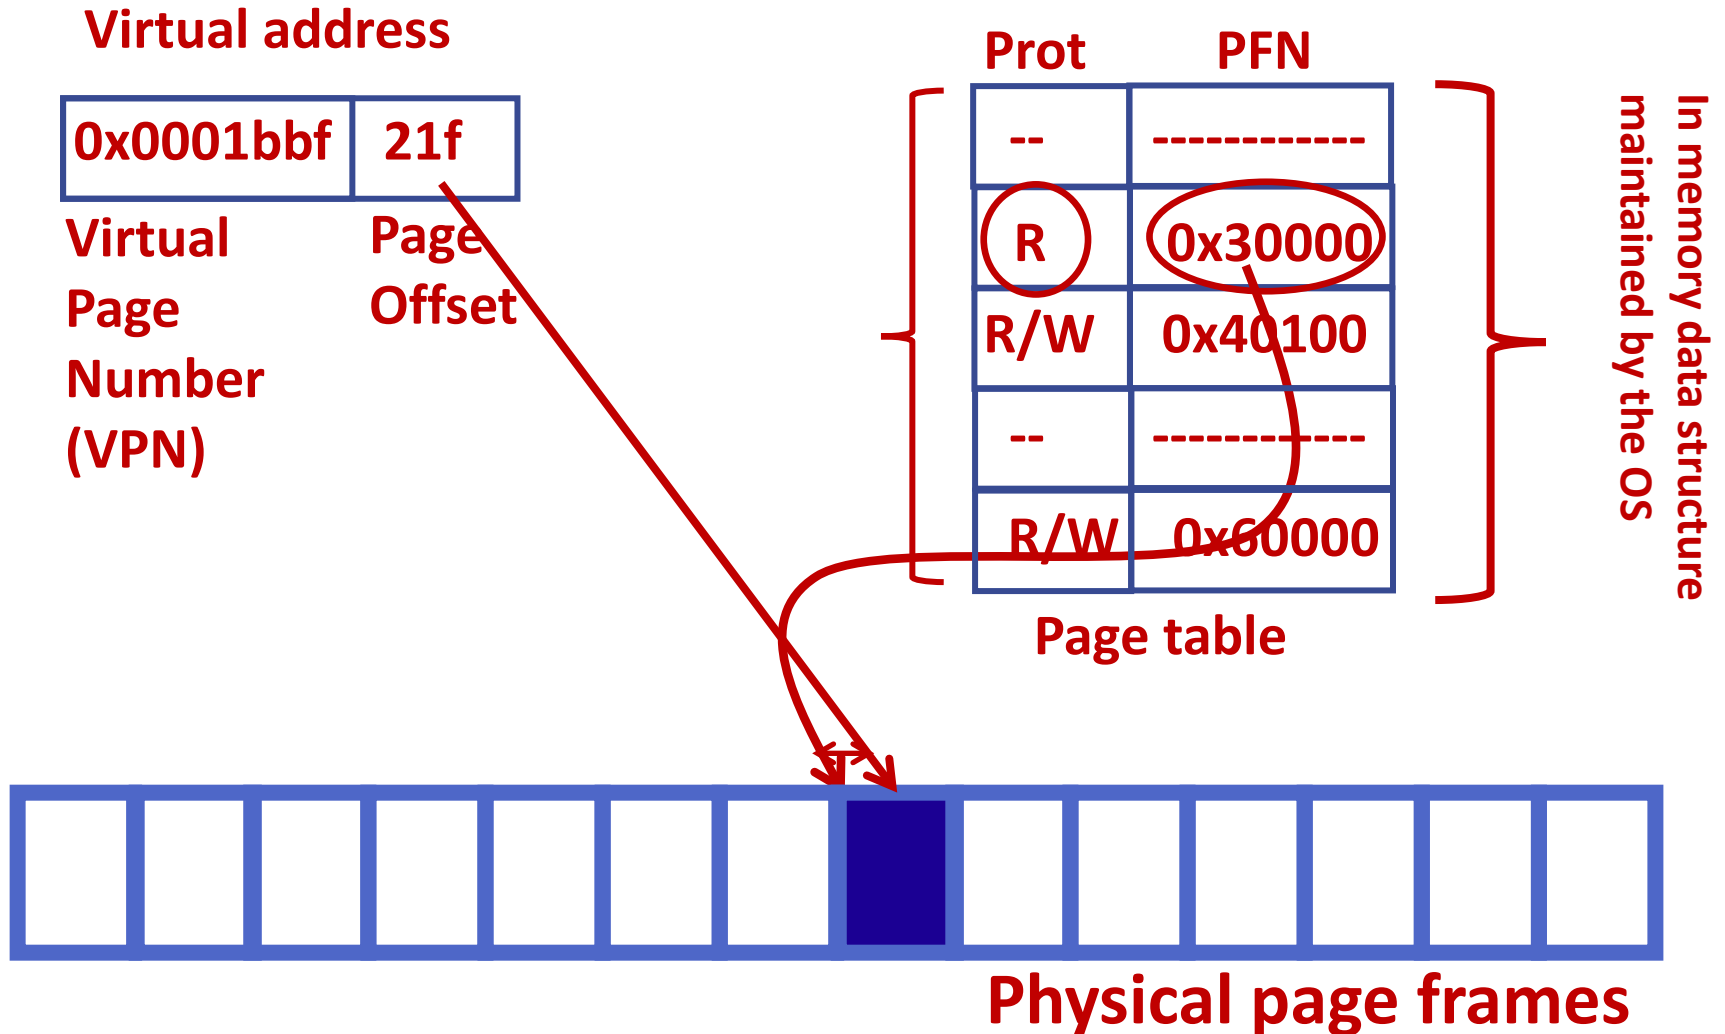 Virtual address
0x0001bbf 21f
Virtual
Page
Number
(VPN)
Page
Offset
Prot PFN
-- ------------
R 0x30000
R/W 0x40100
-- ------------
R/W 0x60000
Page table
In memory data structure
maintained by the OS
Physical page frames